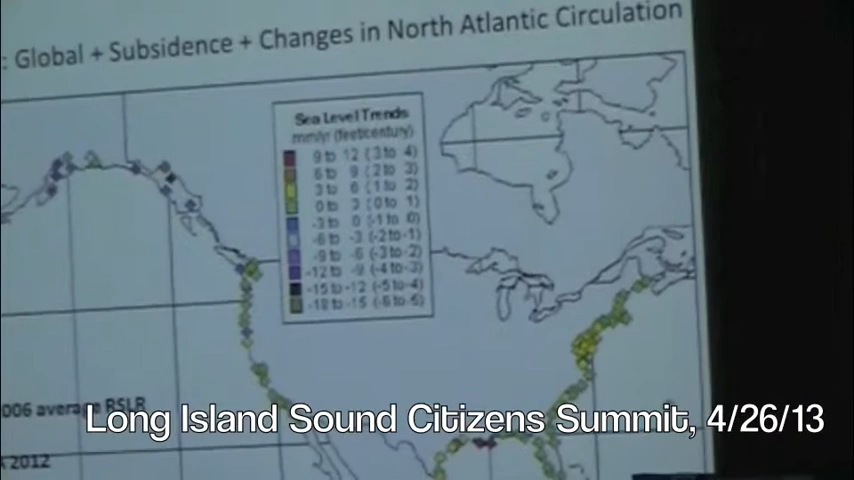 : Global + Subsidence + Changes in North Atlantic Circulation
Sea Level Trends
mm/yr (feet/century)
9 to 12 (3 to 4)
6 to 9 (2 to 3)
3 to 6 (1 to 2)
0 to 3 (0 to 1)
-3 to 0 (-1 to 0)
-6 to -3 (-2 to -1)
-9 to -6 (-3 to -2)
-12 to -9 (-4 to -3)
-15 to -12 (-5 to -4)
-18 to -15 (-6 to -5)
006 average RSLR
Long Island Sound Citizens Summit, 4/26/13
2012